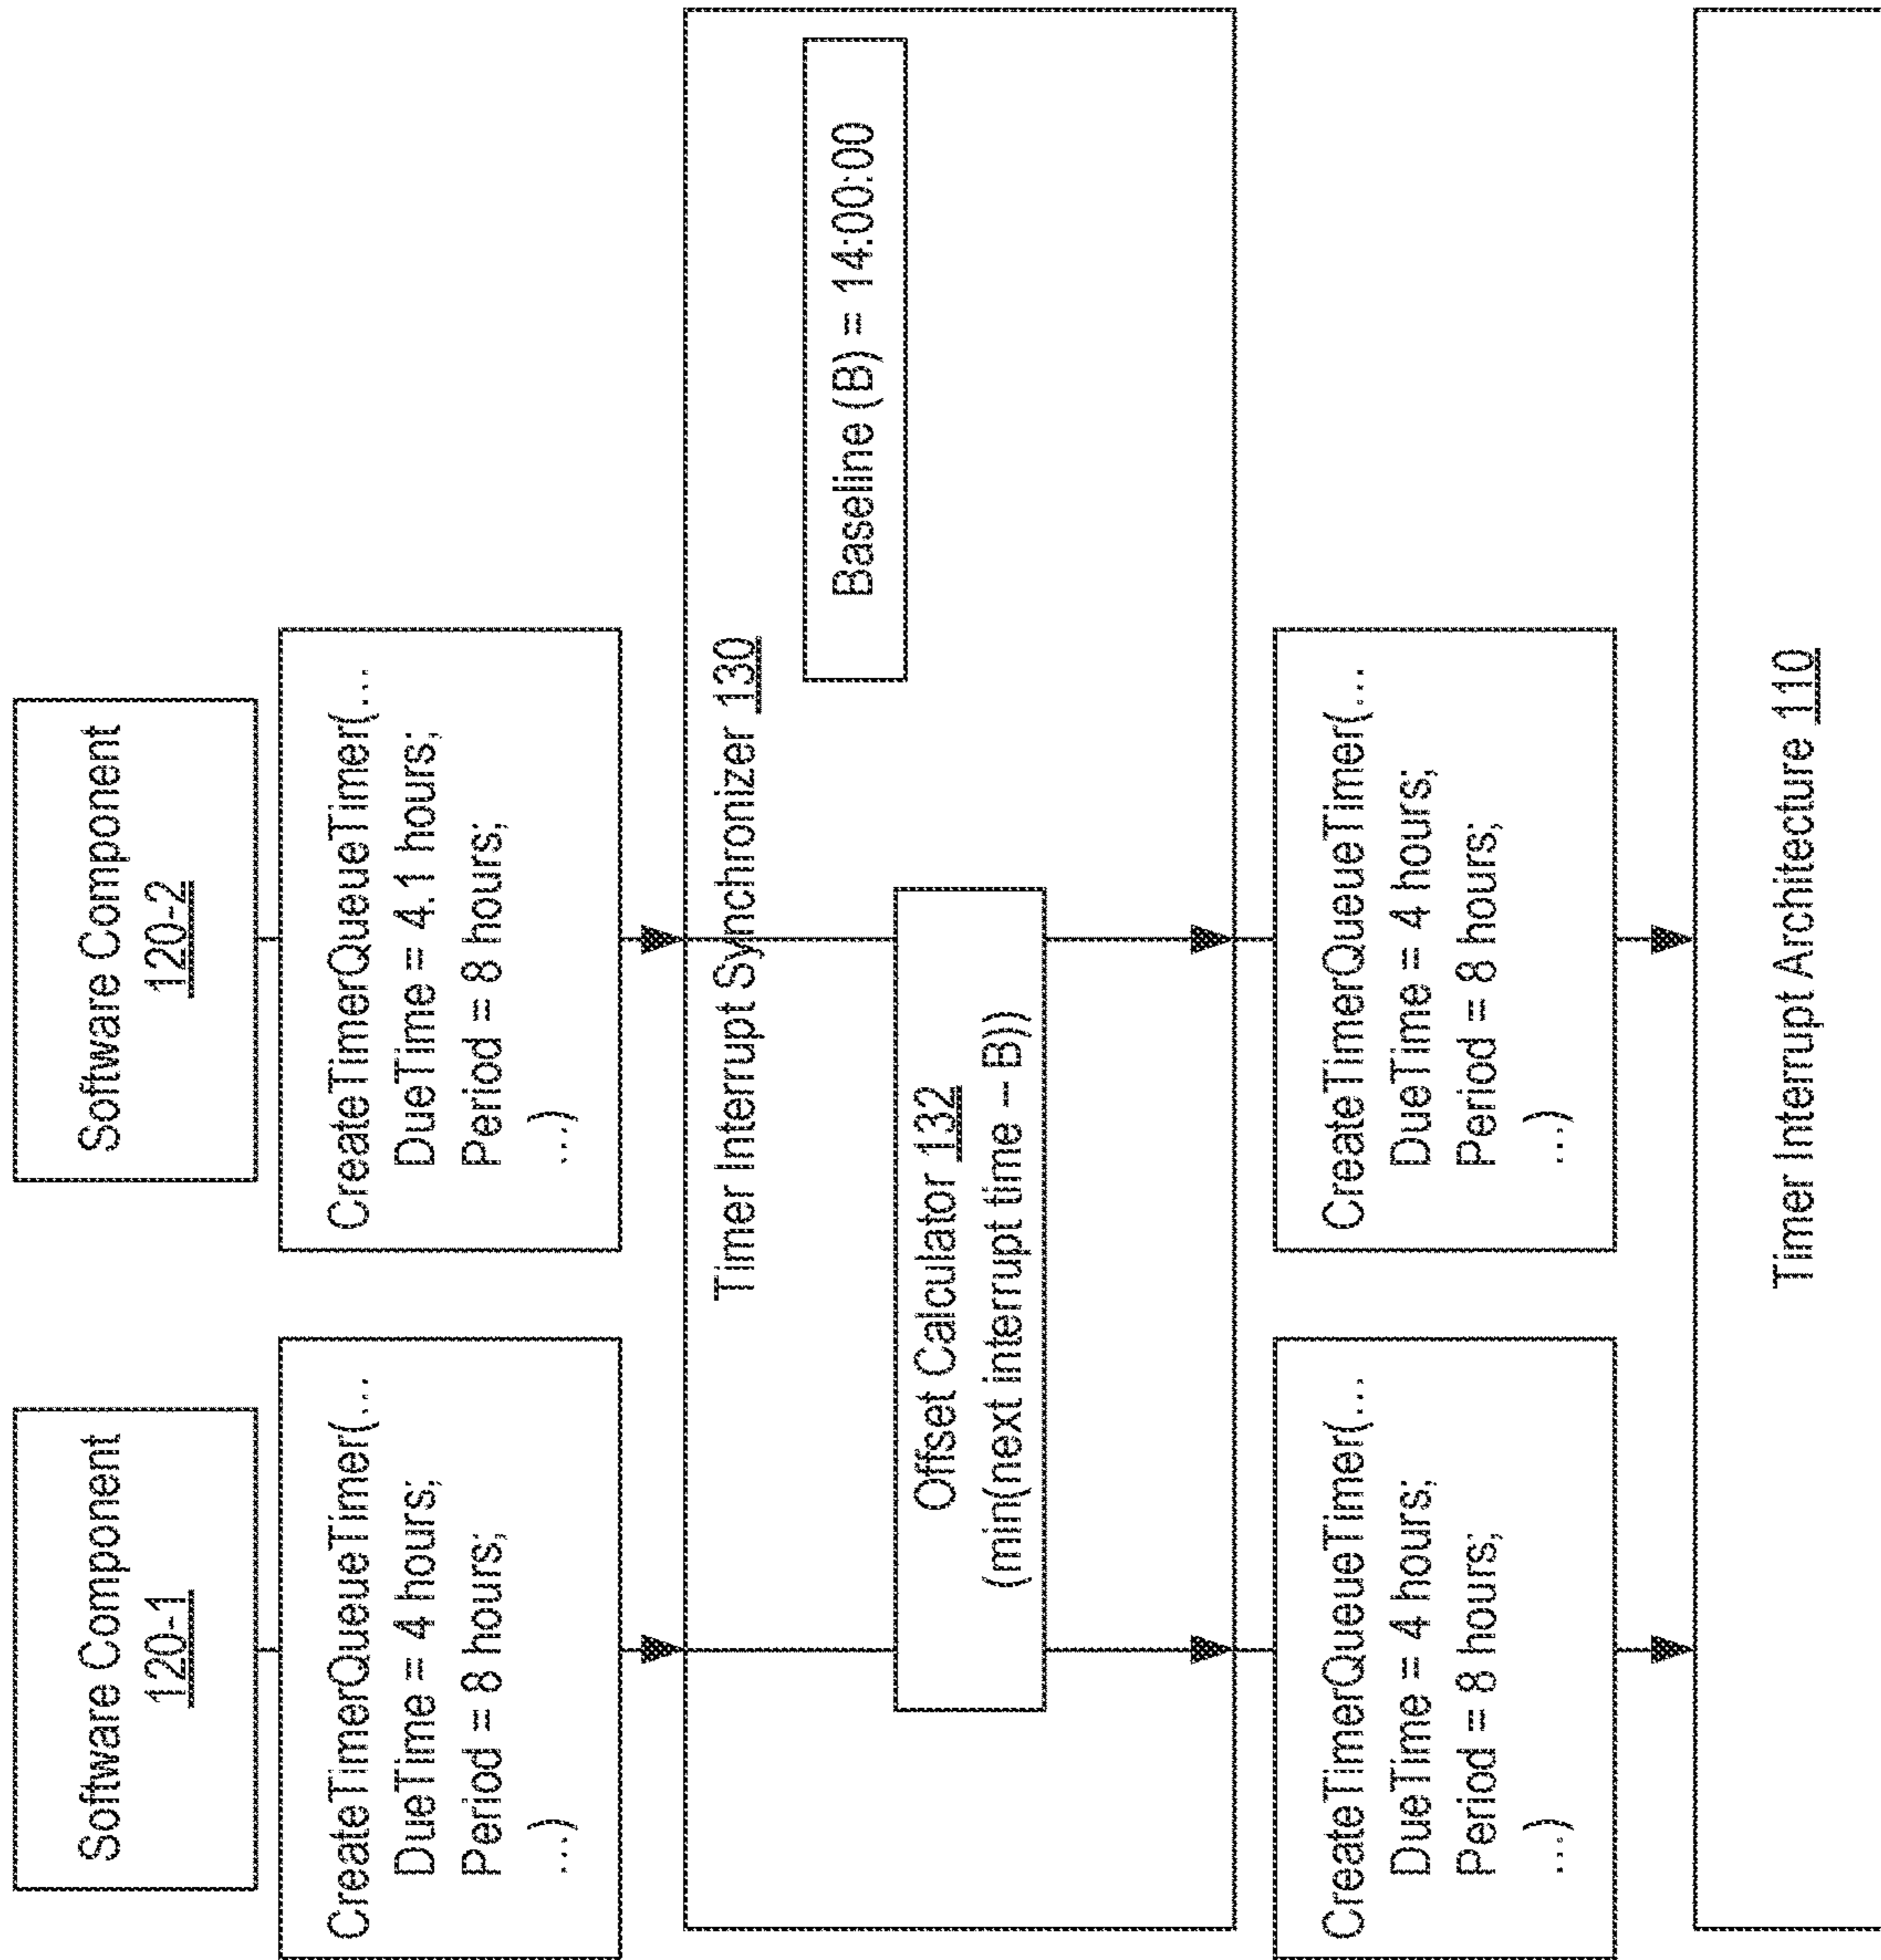 Software Component
120-1
Software Component
120-2
CreateTimerQueueTimer(...
DueTime = 4 hours;
Period = 8 hours;
...)
CreateTimerQueueTimer(...
DueTime = 4.1 hours;
Period = 8 hours;
...)
Timer Interrupt Synchronizer 130
Baseline (B) = 14:00:00
Offset Calculator 132
(min(next interrupt time – B))
CreateTimerQueueTimer(...
DueTime = 4 hours;
Period = 8 hours;
...)
CreateTimerQueueTimer(...
DueTime = 4 hours;
Period = 8 hours;
...)
Timer Interrupt Architecture 110